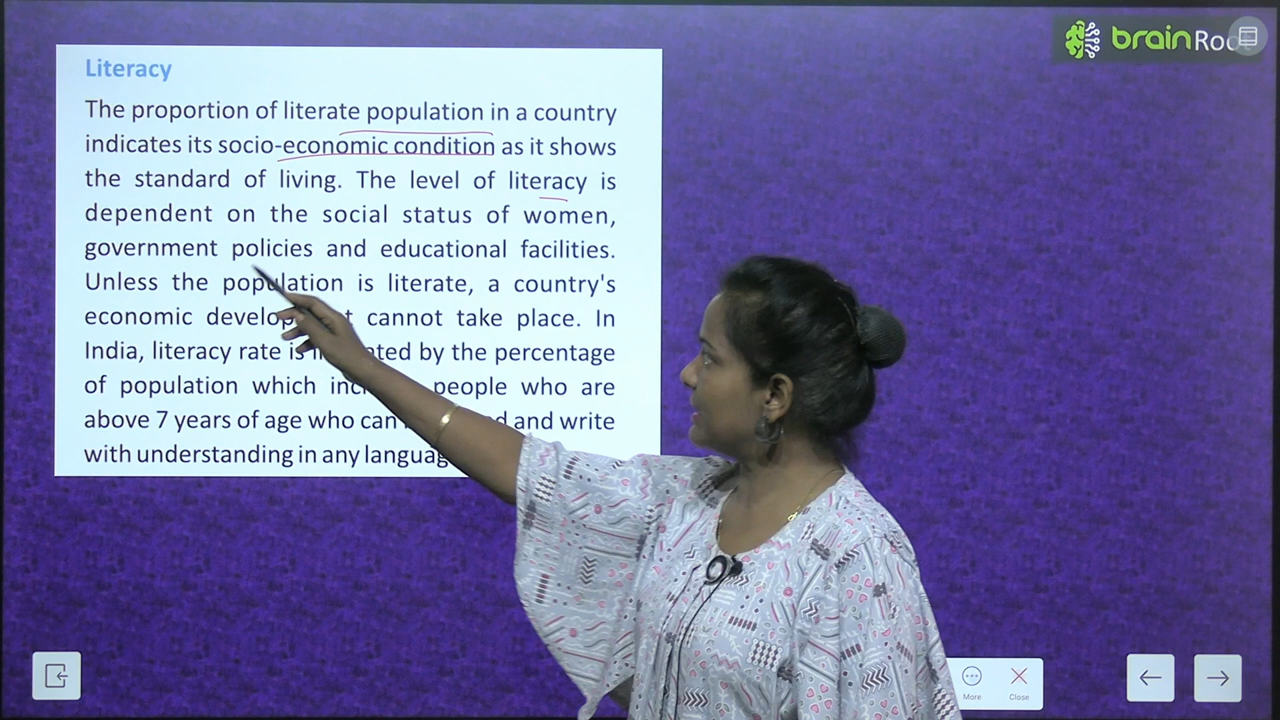 brainRo
Literacy
The proportion of literate population in a country
indicates its socio-economic condition as it shows
the standard of living. The level of literacy is
dependent on the social status of women,
government policies and educational facilities.
Unless the population is literate, a country's
economic cannot take place. In
India, literacy rate is by the percentage
of population which people who are
above 7 years of age who can and write
with understanding in any
More
Close